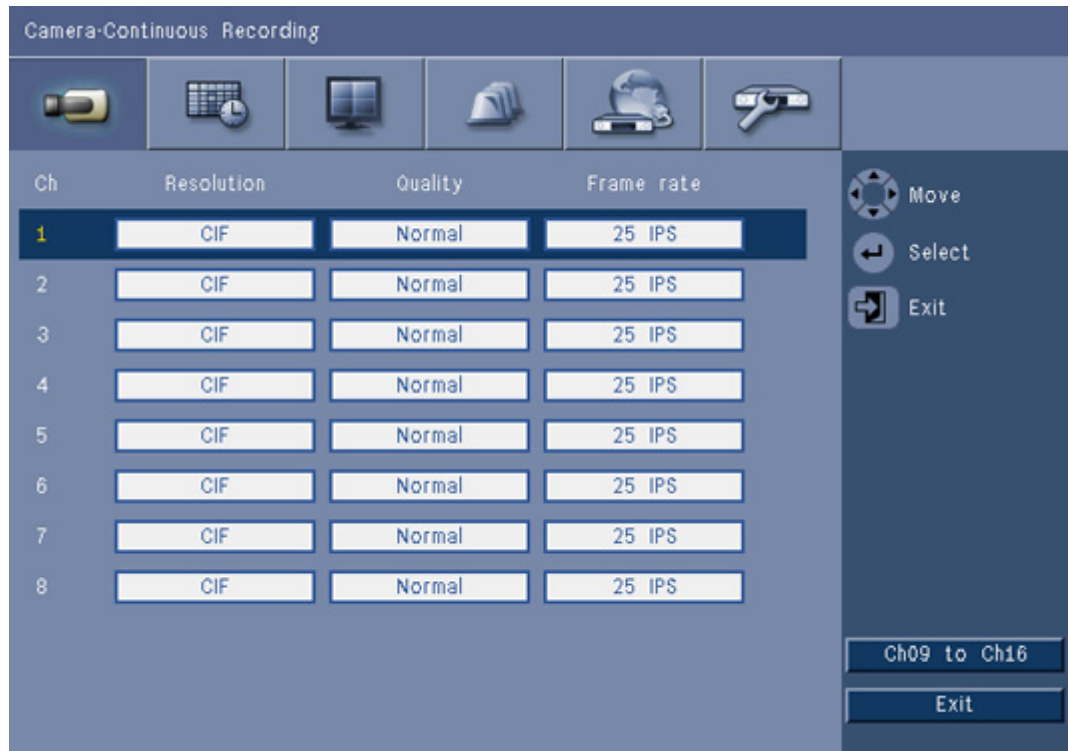 Camera-Continuous Recording
Ch Resolution Quality Frame rate
1 CIF Normal 25 IPS
2 CIF Normal 25 IPS
3 CIF Normal 25 IPS
4 CIF Normal 25 IPS
5 CIF Normal 25 IPS
6 CIF Normal 25 IPS
7 CIF Normal 25 IPS
8 CIF Normal 25 IPS
Move
Select
Exit
Ch09 to Ch16
Exit